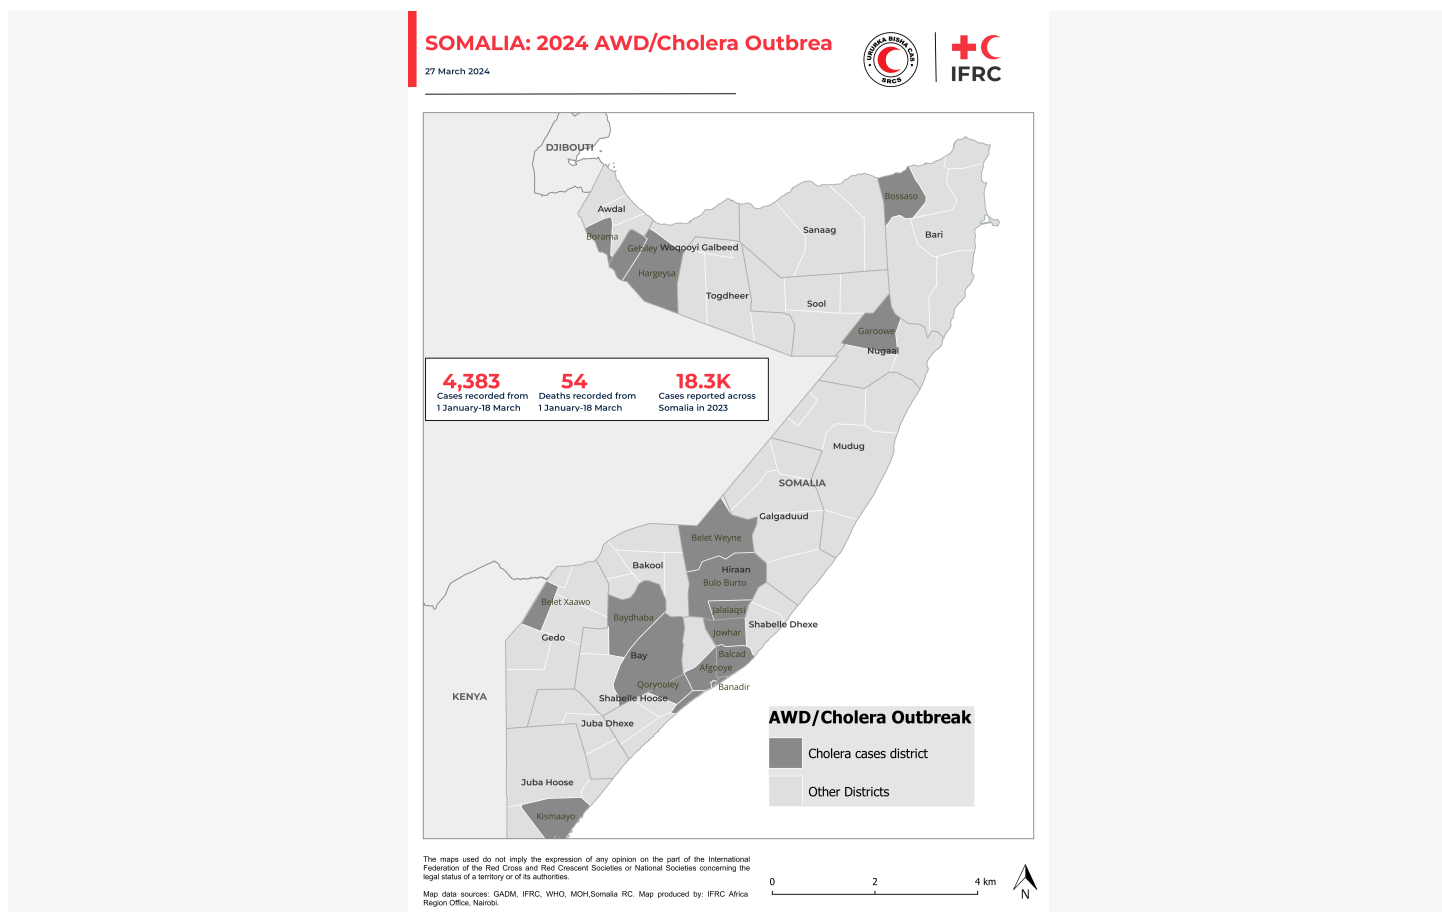 SOMALIA: 2024 AWD/Cholera Outbrea
27 March 2024
URURKA BISHA CAS
SRCS
IFRC
DJIBOUTI
Awdal
Borama
Gebiley
Woqooyi Galbeed
Hargeysa
Togdheer
Sanaag
Sool
Bossaso
Bari
Garoowe
Nugaal
4,383
Cases recorded from
1 January-18 March
54
Deaths recorded from
1 January-18 March
18.3K
Cases reported across
Somalia in 2023
Mudug
SOMALIA
Galgaduud
Belet Weyne
Hiraan
Bulo Burto
Bakool
Belet Xaawo
Baydhaba
Jalalaqsi
Jowhar
Shabelle Dhexe
Gedo
Bay
Balcad
Afgooye
Qoryooley
Banadir
KENYA
Shabelle Hoose
Juba Dhexe
Juba Hoose
Kismaayo
AWD/Cholera Outbreak
Cholera cases district
Other Districts
The maps used do not imply the expression of any opinion on the part of the International
Federation of the Red Cross and Red Crescent Societies or National Societies concerning the
legal status of a territory or of its authorities.
Map data sources: GADM, IFRC, WHO, MOH,Somalia RC. Map produced by: IFRC Africa
Region Office, Nairobi.
0 2 4 km
N